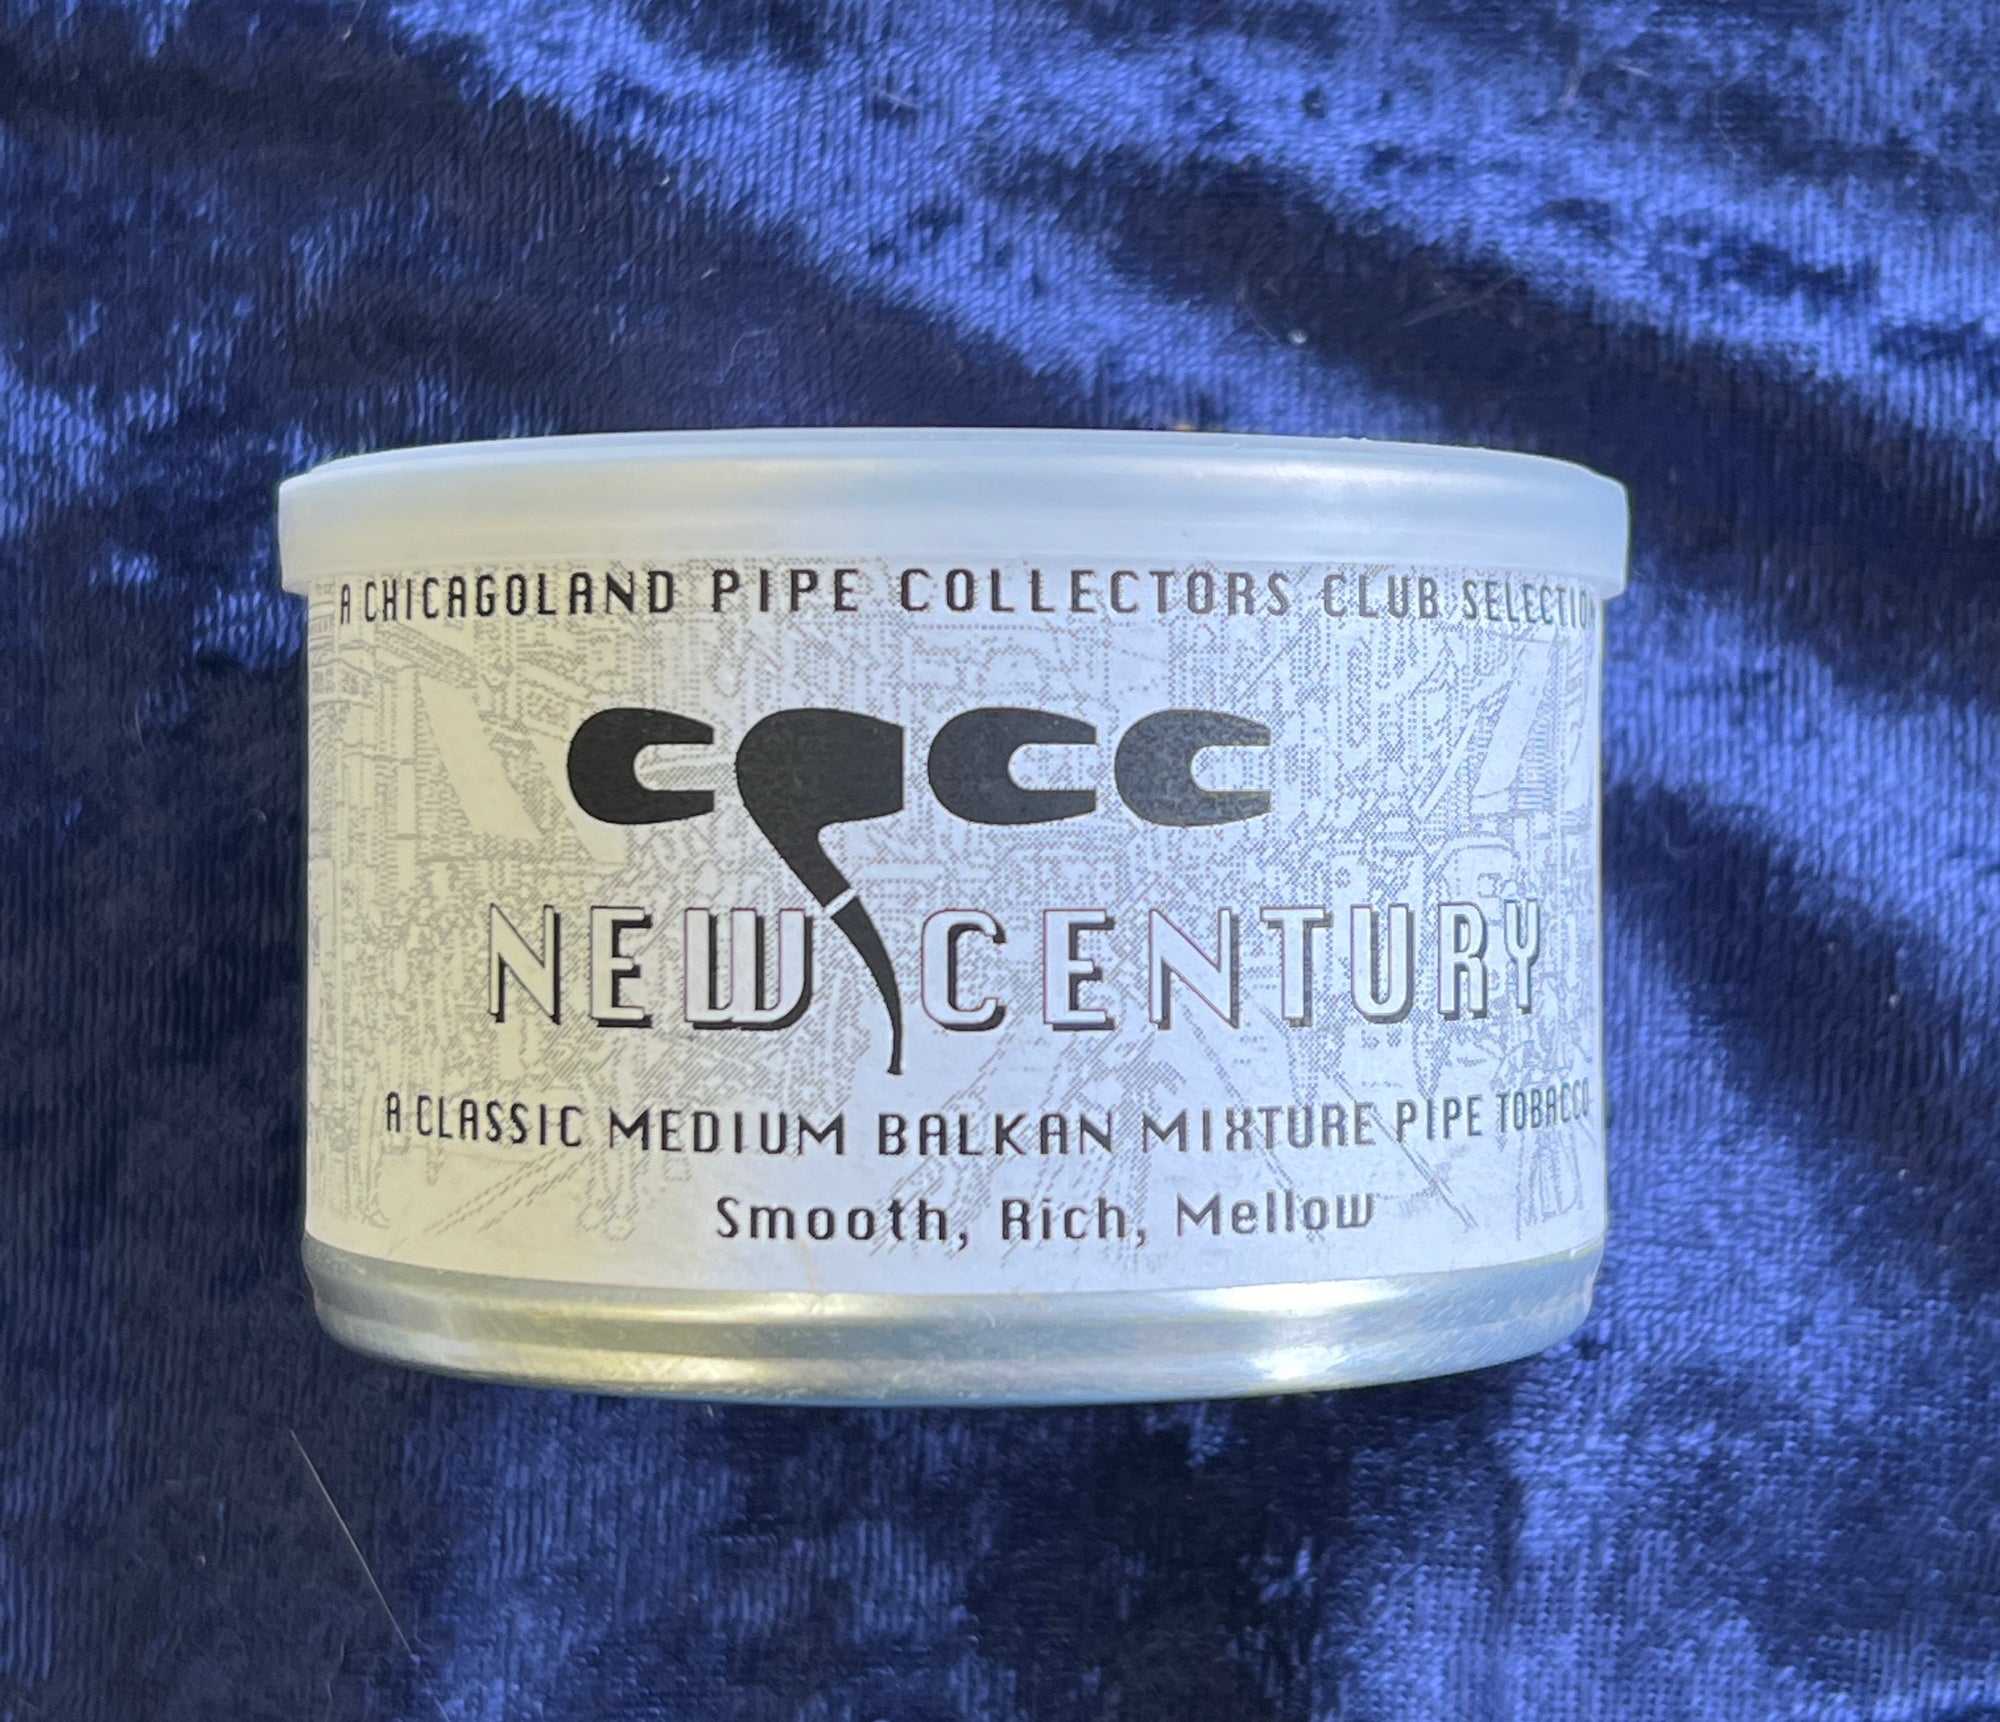 A CHICAGOLAND PIPE COLLECTORS CLUB SELECTION
CPCC
NEW CENTURY
A CLASSIC MEDIUM BALKAN MIXTURE PIPE TOBACCO
Smooth, Rich, Mellow